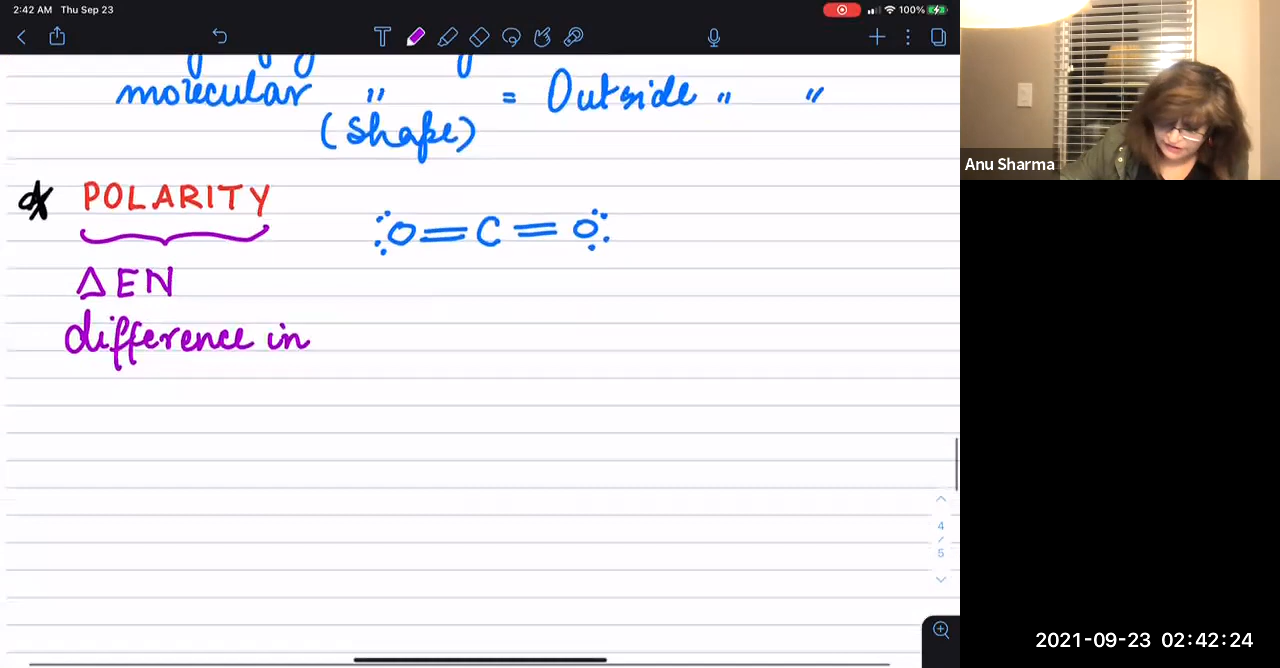 2:42 AM Thu Sep 23
100%
T
molecular " = Outside " "
(shape)
Anu Sharma
* POLARITY
:O=C=O:
Δ EN
difference in
4
/
5
2021-09-23 02:42:24